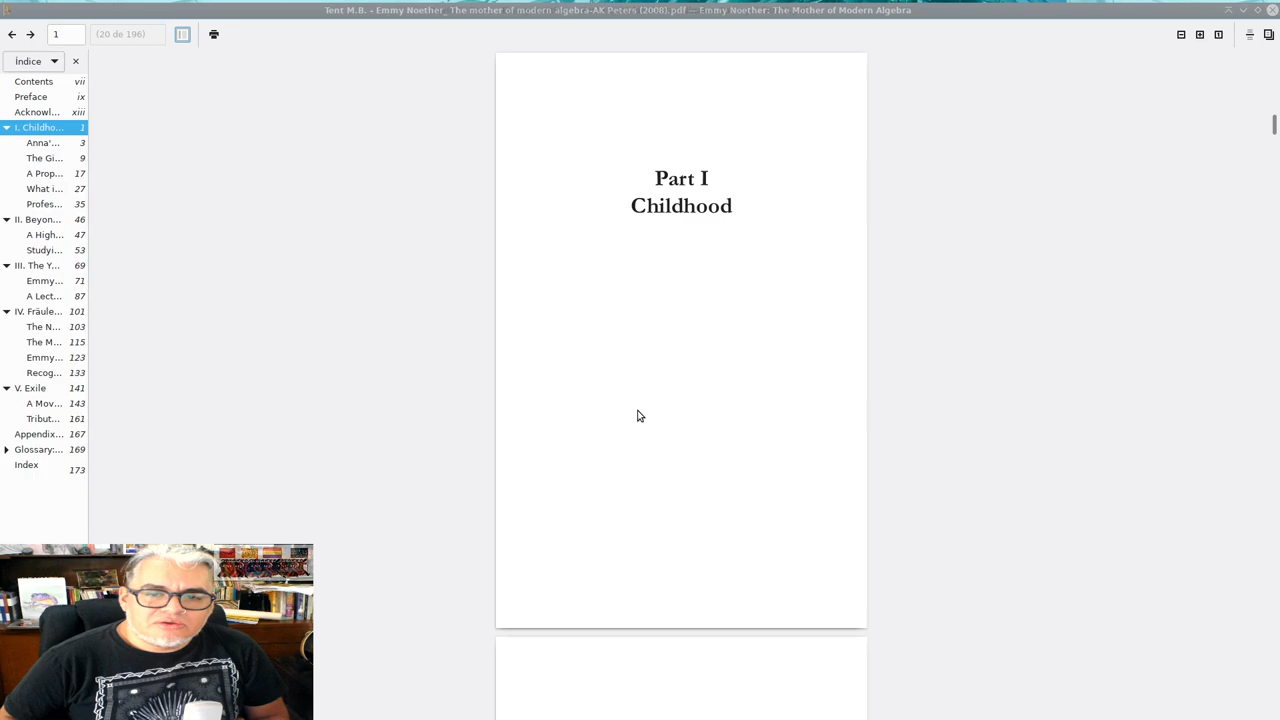 Tent M.B. - Emmy Noether_ The mother of modern algebra-AK Peters (2008).pdf — Emmy Noether: The Mother of Modern Algebra
1 (20 de 196)
Índice
Contents vii
Preface ix
Acknowl... xiii
I. Childho... 1
Anna'... 3
The Gi... 9
A Prop... 17
What i... 27
Profes... 35
II. Beyon... 46
A High... 47
Studyi... 53
III. The Y... 69
Emmy... 71
A Lect... 87
IV. Fräule... 101
The N... 103
The M... 115
Emmy... 123
Recog... 133
V. Exile 141
A Mov... 143
Tribut... 161
Appendix... 167
Glossary:... 169
Index 173
Part I
Childhood